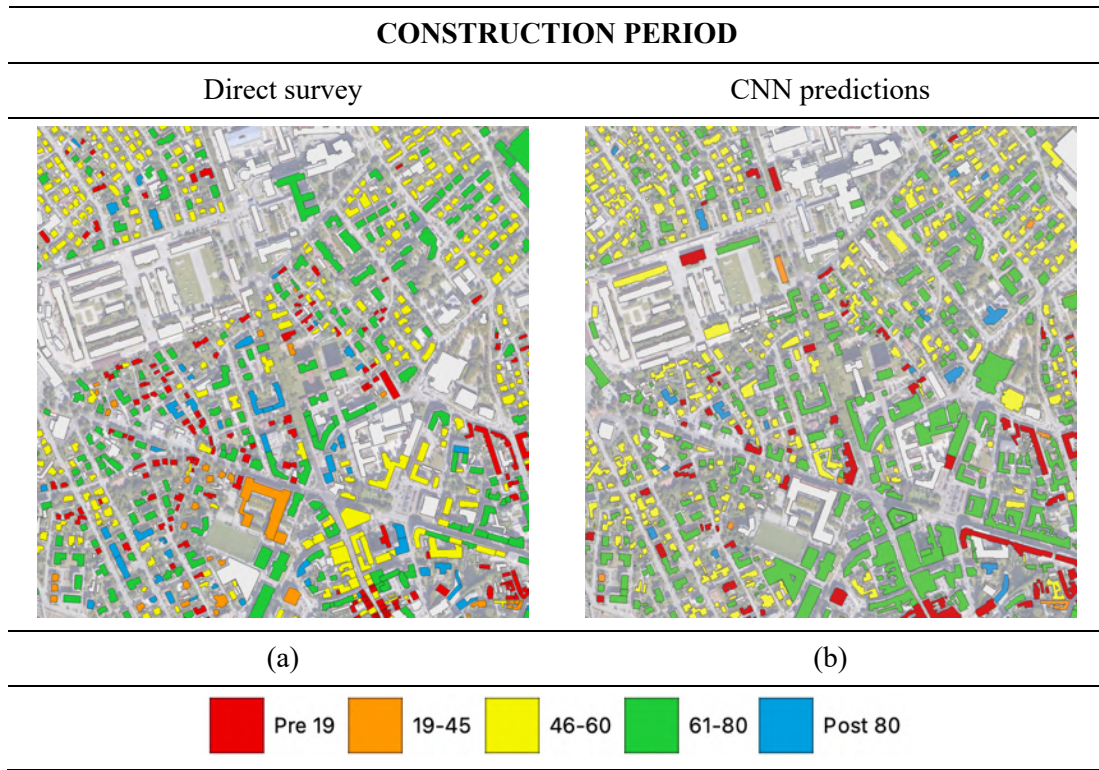 CONSTRUCTION PERIOD
Direct survey CNN predictions
(a) (b)
Pre 19 19-45 46-60 61-80 Post 80